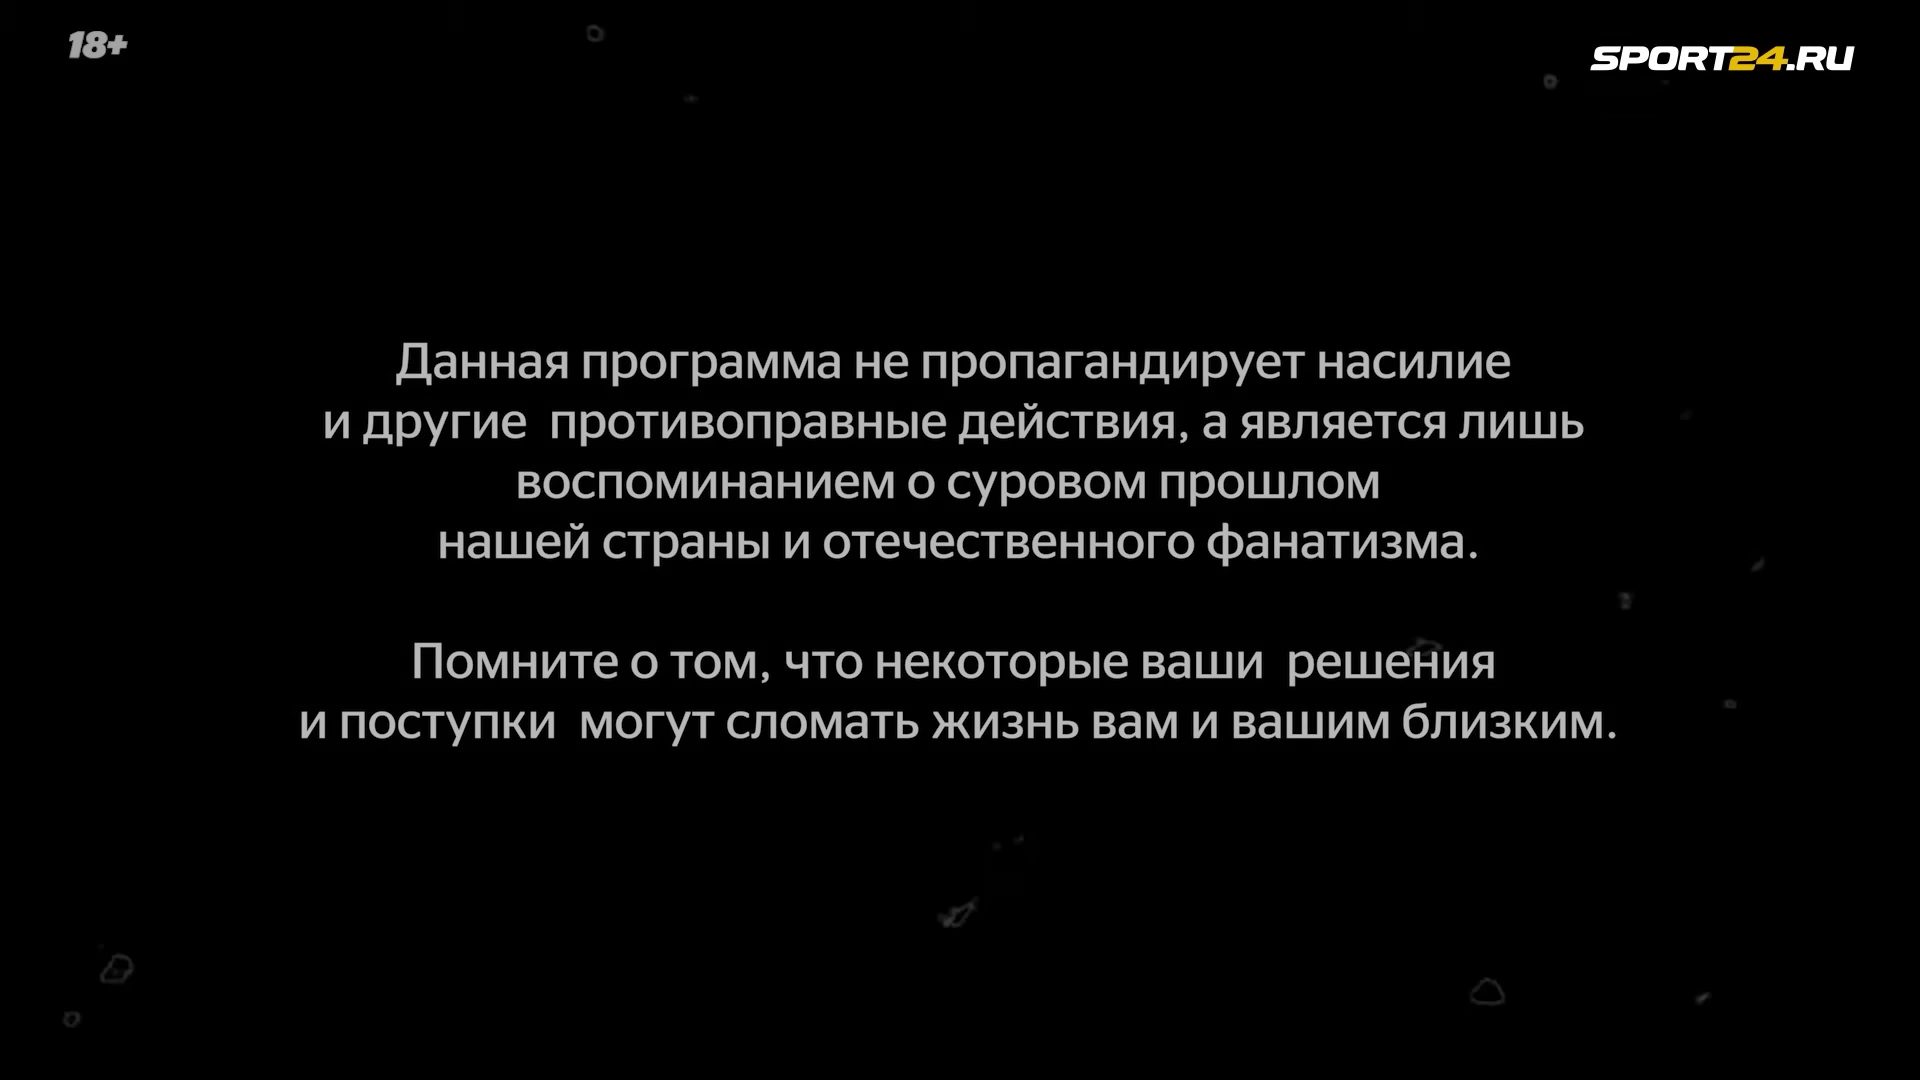 18+
SPORT24.RU
Данная программа не пропагандирует насилие
и другие противоправные действия, а является лишь
воспоминанием о суровом прошлом
нашей страны и отечественного фанатизма.
Помните о том, что некоторые ваши решения
и поступки могут сломать жизнь вам и вашим близким.